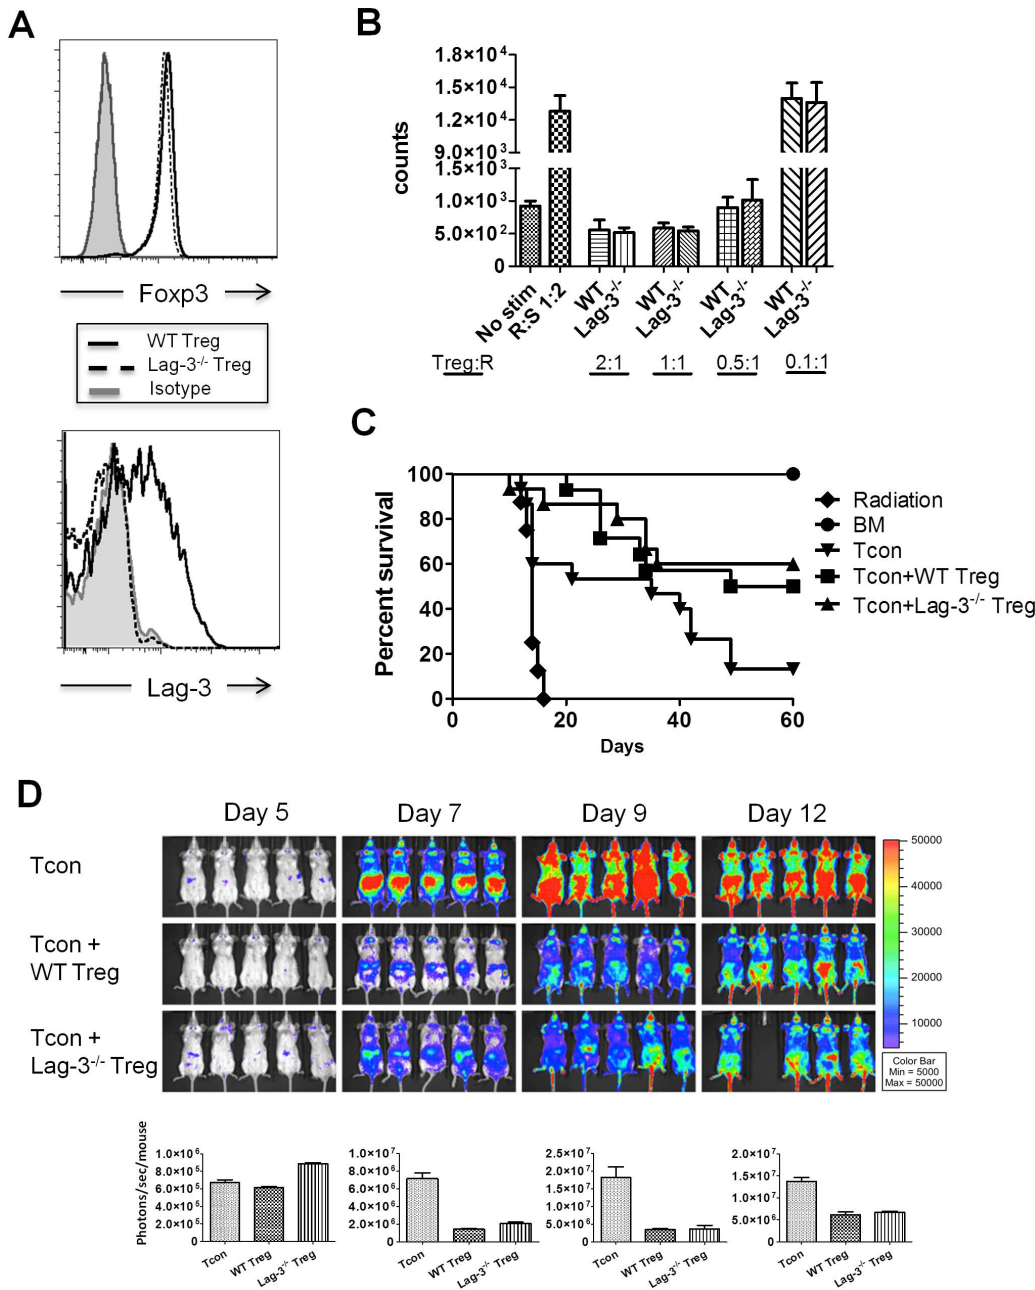 A
Foxp3
WT Treg
Lag-3-/- Treg
Isotype
Lag-3
B
counts
1.8×10⁴
1.5×10⁴
1.2×10⁴
9.0×10³
1.5×10³
1.0×10³
5.0×10²
0
No stim
R:S 1:2
WT
Lag-3-/-
WT
Lag-3-/-
WT
Lag-3-/-
WT
Lag-3-/-
Treg:R 2:1 1:1 0.5:1 0.1:1
C
Percent survival
100
80
60
40
20
0
0 20 40 60
Days
Radiation
BM
Tcon
Tcon+WT Treg
Tcon+Lag-3-/- Treg
D
Day 5 Day 7 Day 9 Day 12
Tcon
Tcon +
WT Treg
Tcon +
Lag-3-/- Treg
50000
40000
30000
20000
10000
Color Bar
Min = 5000
Max = 50000
Photons/sec/mouse
1.0×10⁶
8.0×10⁵
6.0×10⁵
4.0×10⁵
2.0×10⁵
0
Tcon
WT Treg
Lag-3-/- Treg
1.0×10⁷
8.0×10⁶
6.0×10⁶
4.0×10⁶
2.0×10⁶
0
Tcon
WT Treg
Lag-3-/- Treg
2.5×10⁷
2.0×10⁷
1.5×10⁷
1.0×10⁷
5.0×10⁶
0
Tcon
WT Treg
Lag-3-/- Treg
2.0×10⁷
1.5×10⁷
1.0×10⁷
5.0×10⁶
0
Tcon
WT Treg
Lag-3-/- Treg